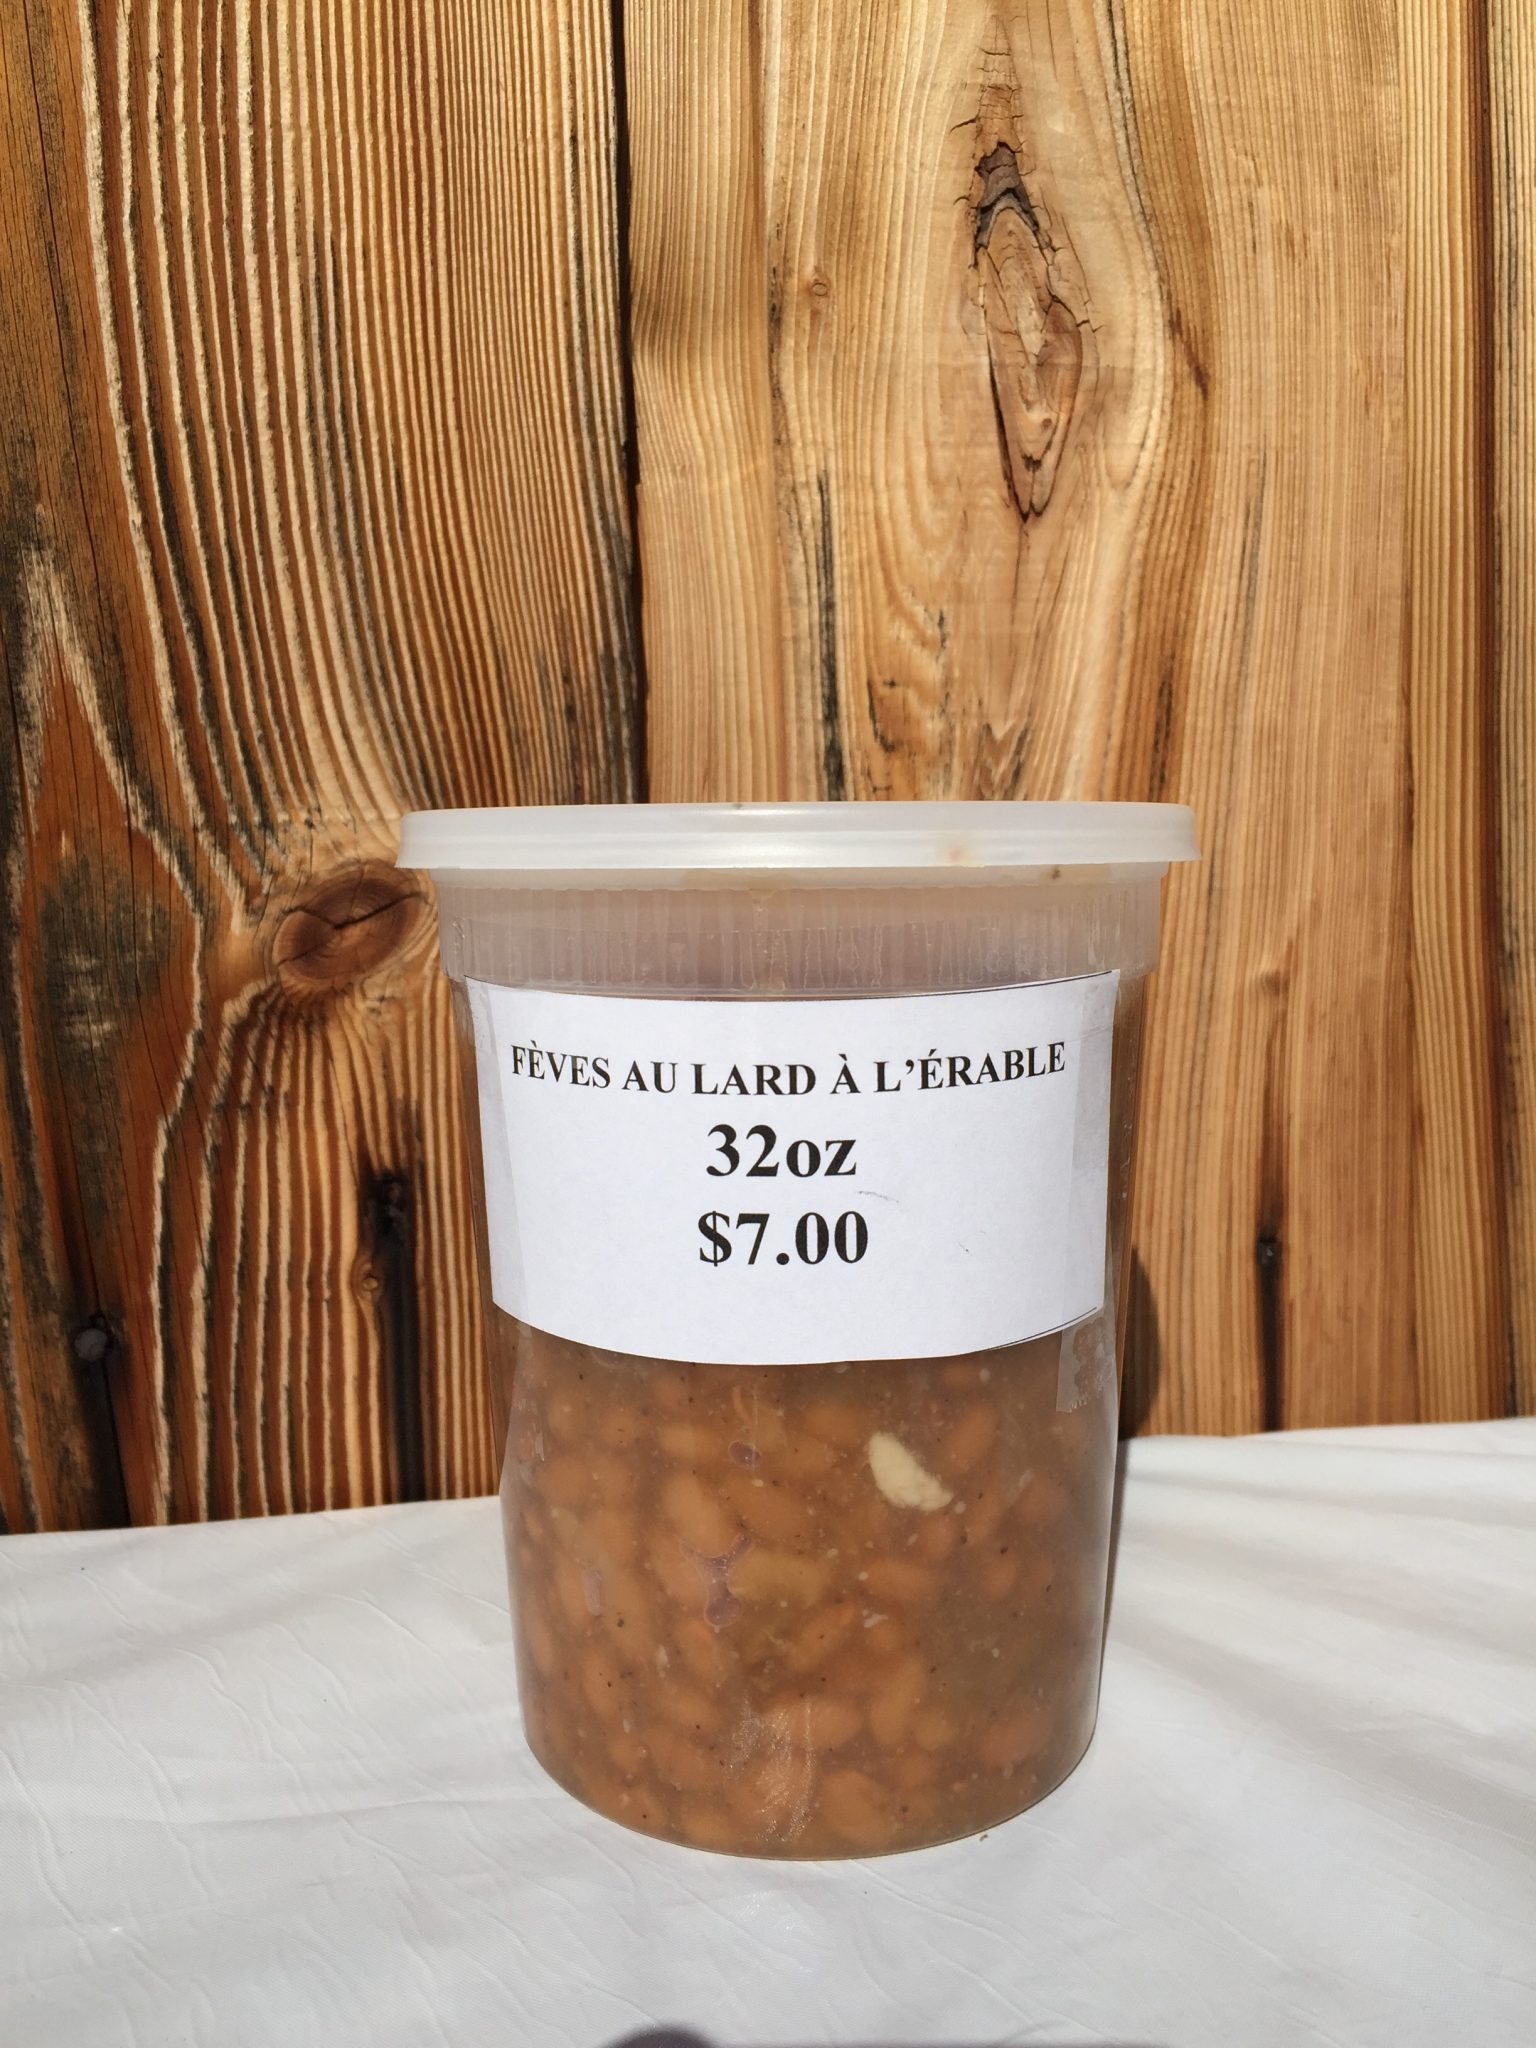 FÈVES AU LARD À L’ÉRABLE
32oz
$7.00